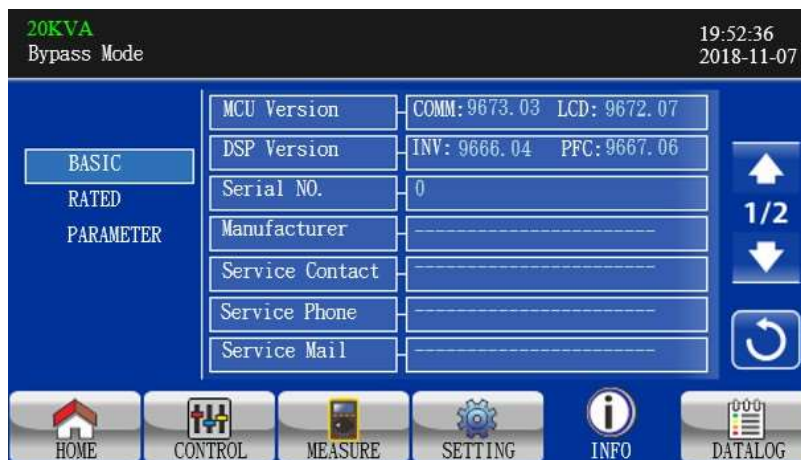 20KVA
Bypass Mode
19:52:36
2018-11-07
BASIC
RATED
PARAMETER
MCU Version COMM:9673.03 LCD:9672.07
DSP Version INV:9666.04 PFC:9667.06
Serial NO. 0
Manufacturer ----------------------
Service Contact ----------------------
Service Phone ----------------------
Service Mail ----------------------
1/2
HOME CONTROL MEASURE SETTING INFO DATALOG